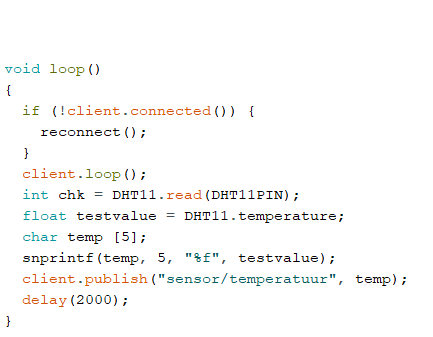 void loop()
{
  if (!client.connected()) {
    reconnect();
  }
  client.loop();
  int chk = DHT11.read(DHT11PIN);
  float testvalue = DHT11.temperature;
  char temp [5];
  snprintf(temp, 5, "%f", testvalue);
  client.publish("sensor/temperatuur", temp);
  delay(2000);
}